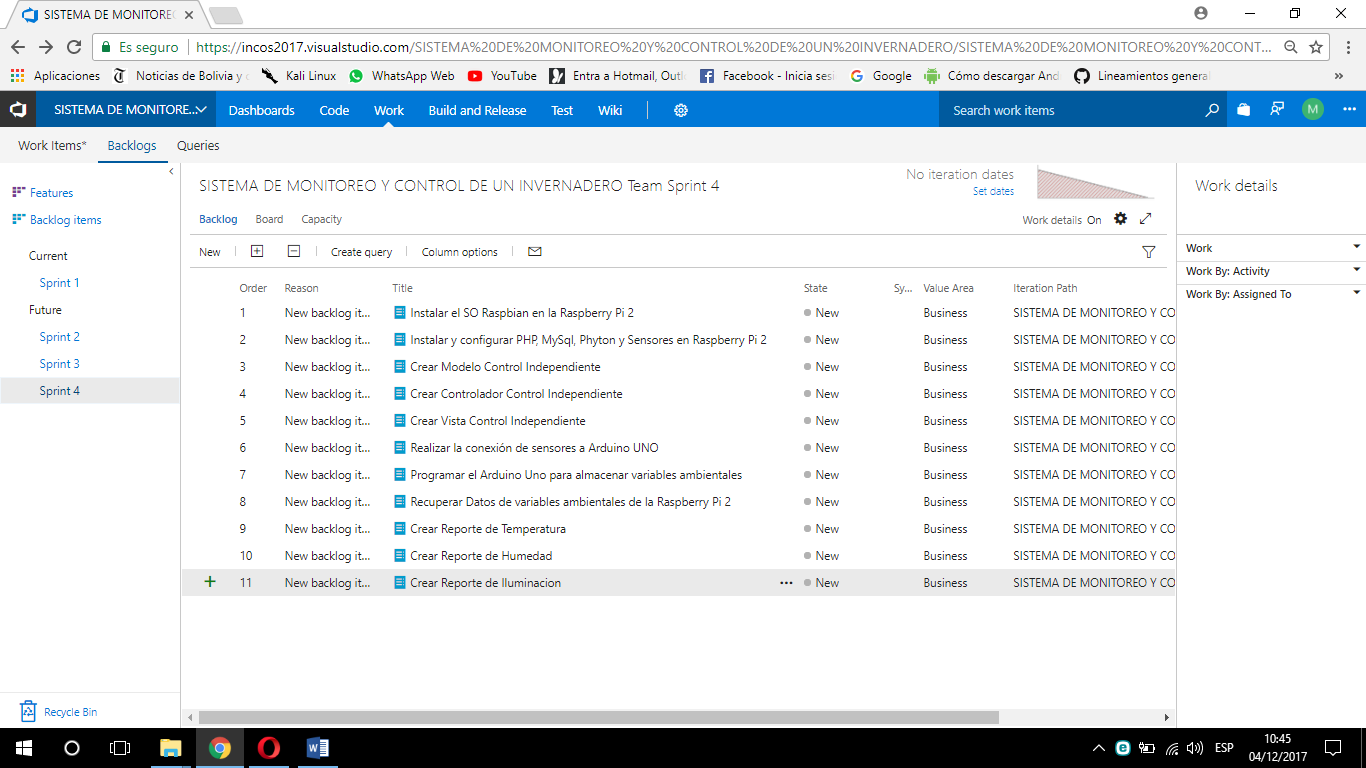 SISTEMA DE MONITOREO
Es seguro https://incos2017.visualstudio.com/SISTEMA%20DE%20MONITOREO%20Y%20CONTROL%20DE%20UN%20INVERNADERO/SISTEMA%20DE%20MONITOREO%20Y%20CONT...
Aplicaciones Noticias de Bolivia y Kali Linux WhatsApp Web YouTube Entra a Hotmail, Outl Facebook - Inicia sesi Google Cómo descargar And Lineamientos general »
SISTEMA DE MONITORE... Dashboards Code Work Build and Release Test Wiki Search work items M
Work Items* Backlogs Queries
Features
Backlog items
Current
Sprint 1
Future
Sprint 2
Sprint 3
Sprint 4
Recycle Bin
SISTEMA DE MONITOREO Y CONTROL DE UN INVERNADERO Team Sprint 4
No iteration dates
Set dates
Backlog Board Capacity Work details On
New Create query Column options
Order Reason Title State Sy... Value Area Iteration Path
1 New backlog it... Instalar el SO Raspbian en la Raspberry Pi 2 New Business SISTEMA DE MONITOREO Y CO
2 New backlog it... Instalar y configurar PHP, MySql, Phyton y Sensores en Raspberry Pi 2 New Business SISTEMA DE MONITOREO Y CO
3 New backlog it... Crear Modelo Control Independiente New Business SISTEMA DE MONITOREO Y CO
4 New backlog it... Crear Controlador Control Independiente New Business SISTEMA DE MONITOREO Y CO
5 New backlog it... Crear Vista Control Independiente New Business SISTEMA DE MONITOREO Y CO
6 New backlog it... Realizar la conexión de sensores a Arduino UNO New Business SISTEMA DE MONITOREO Y CO
7 New backlog it... Programar el Arduino Uno para almacenar variables ambientales New Business SISTEMA DE MONITOREO Y CO
8 New backlog it... Recuperar Datos de variables ambientales de la Raspberry Pi 2 New Business SISTEMA DE MONITOREO Y CO
9 New backlog it... Crear Reporte de Temperatura New Business SISTEMA DE MONITOREO Y CO
10 New backlog it... Crear Reporte de Humedad New Business SISTEMA DE MONITOREO Y CO
11 New backlog it... Crear Reporte de Iluminacion ... New Business SISTEMA DE MONITOREO Y CO
Work details
Work
Work By: Activity
Work By: Assigned To
ESP
10:45
04/12/2017